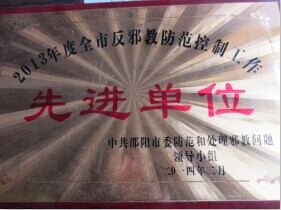 2013年度全市反邪教防范控制工作
先进单位
中共邵阳市委防范和处理邪教问题
领导小组
二〇一四年二月